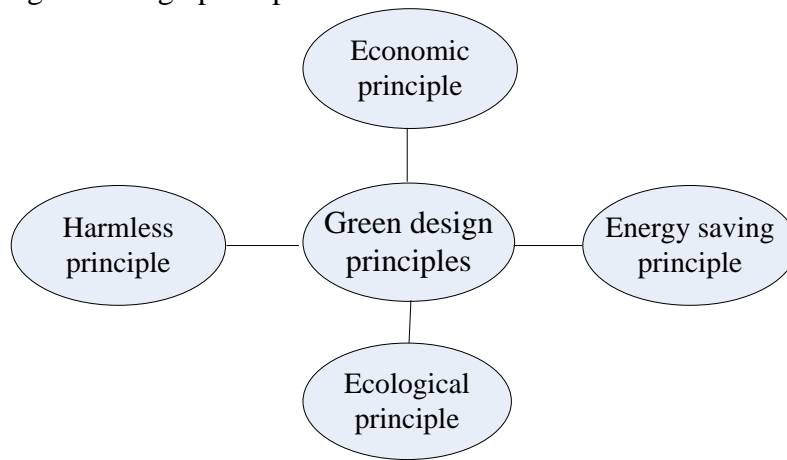 Economic
principle
Harmless
principle
Green design
principles
Energy saving
principle
Ecological
principle